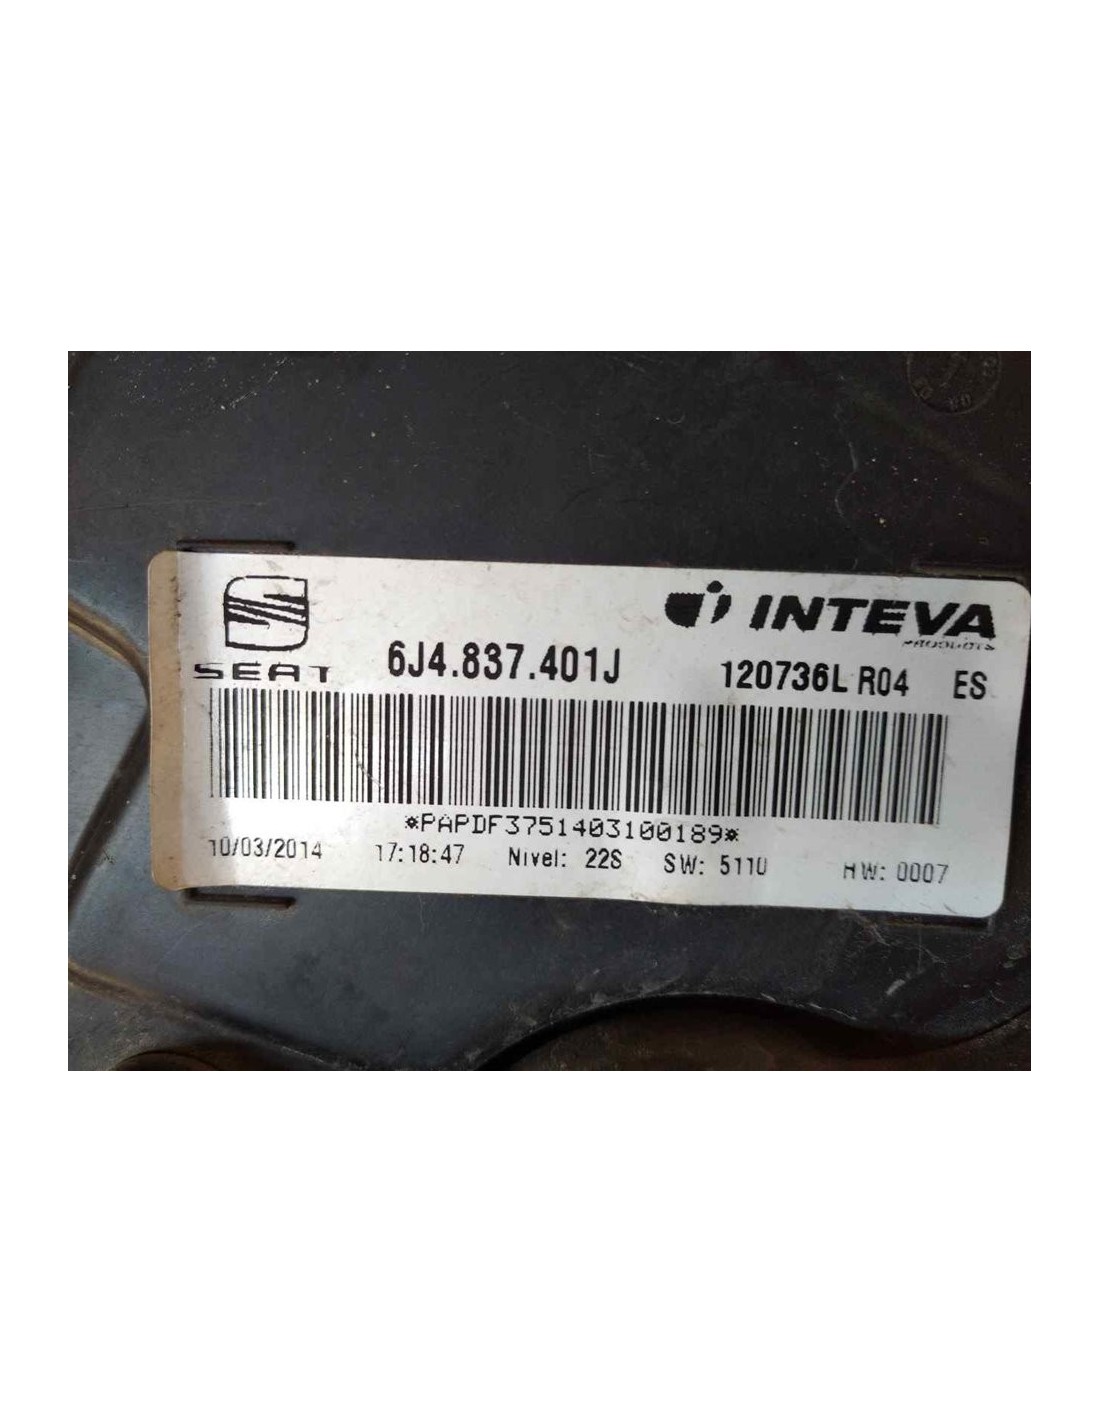 SEAT
6J4.837.401J
INTEVA
PRODUCTS
120736L R04 ES
*PAPDF3751403100189*
10/03/2014 17:18:47 Nivel: 22S SW: 5110 HW: 0007